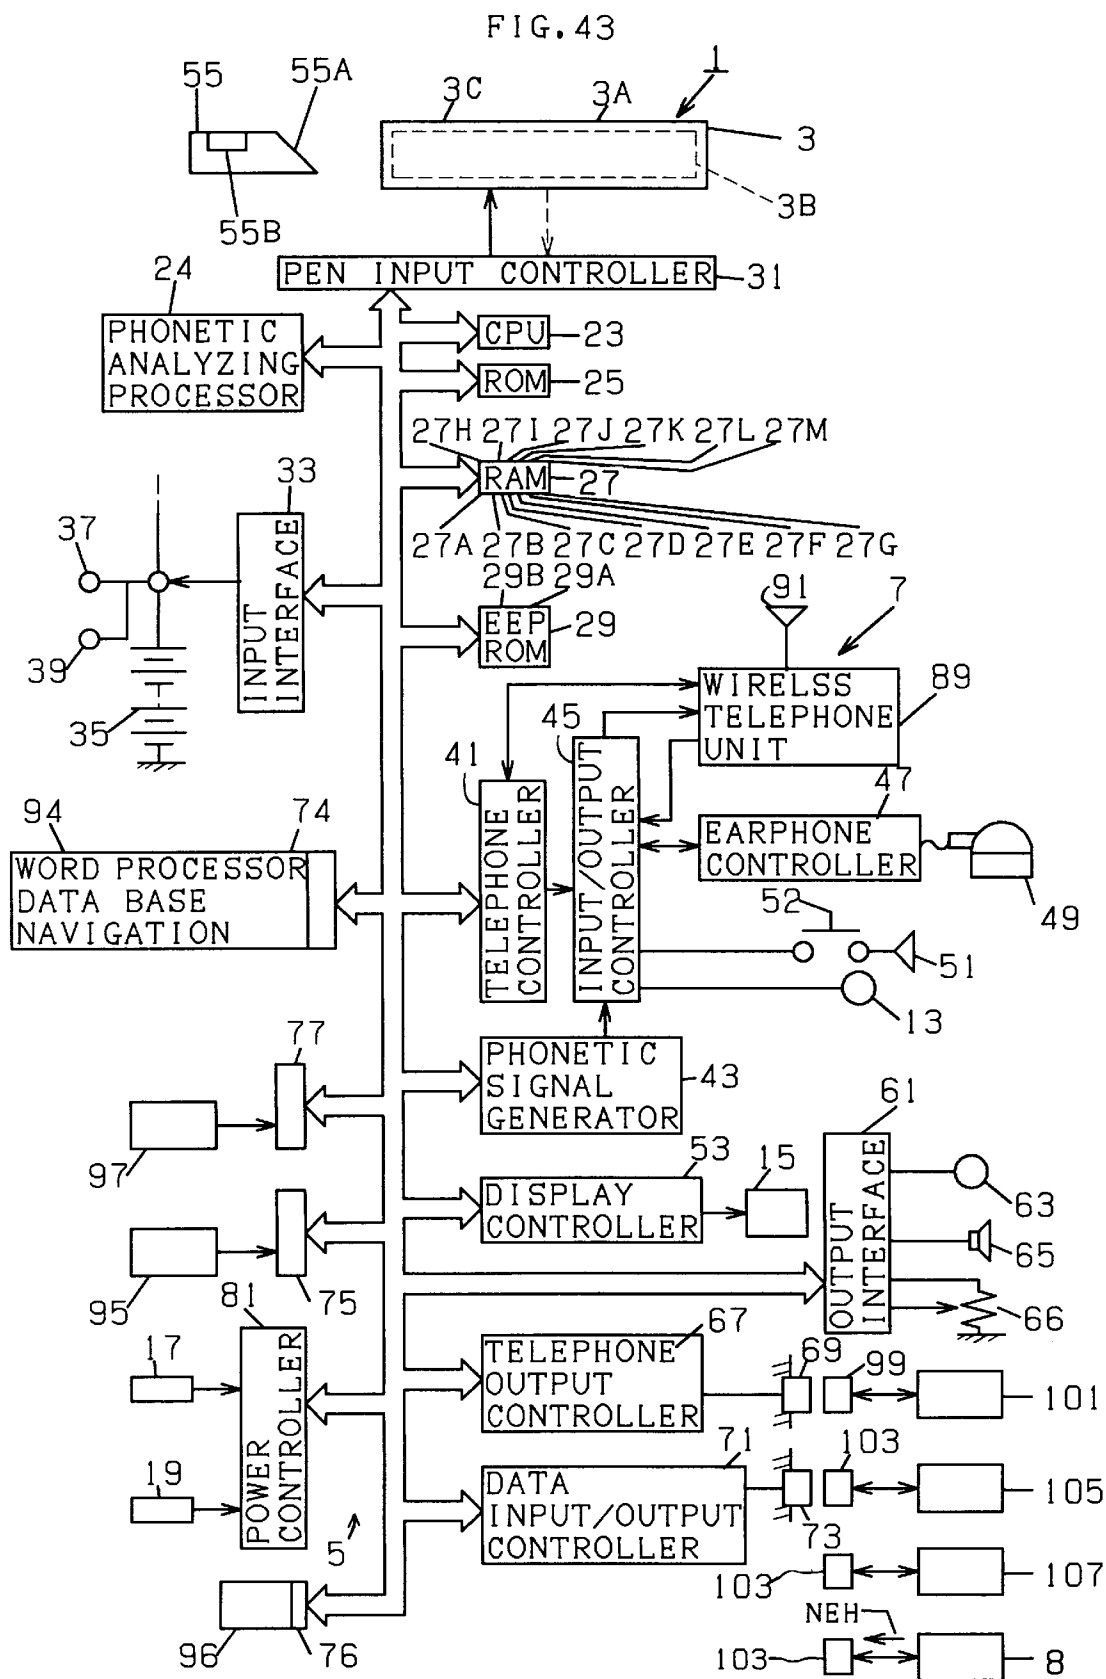 FIG.43
1
55
55A
3C
3A
3
3B
55B
24
PEN INPUT CONTROLLER
31
PHONETIC
ANALYZING
PROCESSOR
CPU
23
ROM
25
27H 27I 27J 27K 27L 27M
RAM
27
27A 27B 27C 27D 27E 27F 27G
33
37
39
35
INPUT
INTERFACE
29B 29A
EEP
ROM
29
91
7
WIRELSS
TELEPHONE
UNIT
89
45
41
TELEPHONE
CONTROLLER
INPUT/OUTPUT
CONTROLLER
47
EARPHONE
CONTROLLER
49
94
74
WORD PROCESSOR
DATA BASE
NAVIGATION
52
51
13
77
97
PHONETIC
SIGNAL
GENERATOR
43
61
53
15
DISPLAY
CONTROLLER
OUTPUT
INTERFACE
63
65
66
95
75
81
17
19
POWER
CONTROLLER
67
TELEPHONE
OUTPUT
CONTROLLER
69
99
101
71
DATA
INPUT/OUTPUT
CONTROLLER
103
105
73
5
103
107
NEH
96
76
103
8